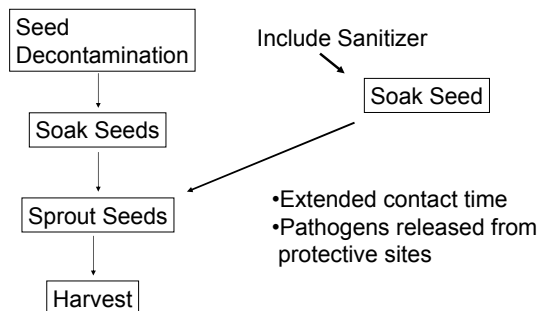 Seed
Decontamination
Soak Seeds
Sprout Seeds
Harvest
Include Sanitizer
Soak Seed
•Extended contact time
•Pathogens released from
protective sites